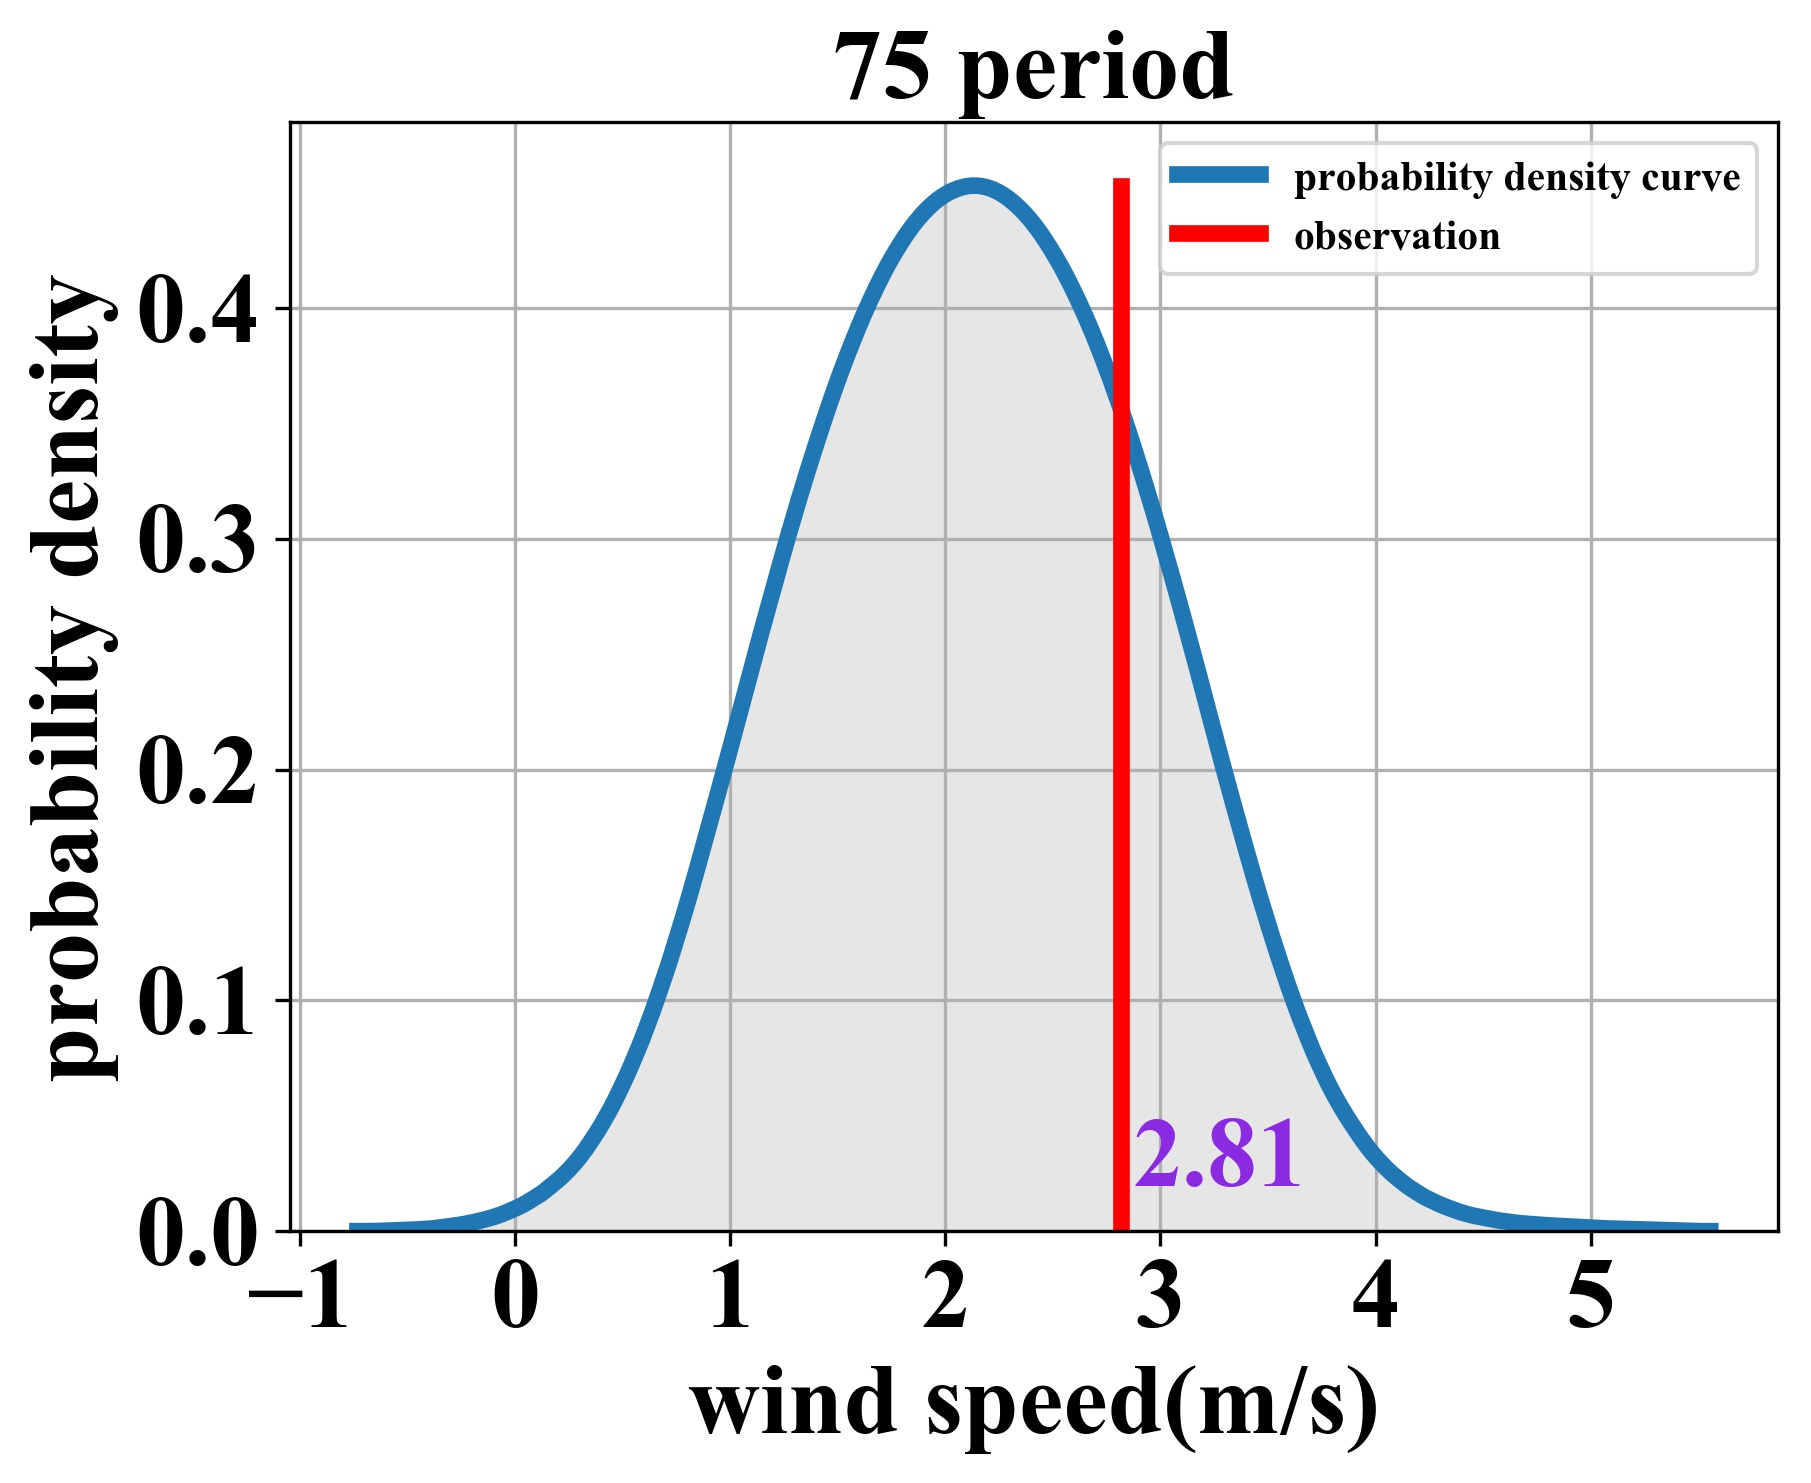 75 period
probability density curve
observation
probability density
0.4
0.3
0.2
0.1
0.0
2.81
−1 0 1 2 3 4 5
wind speed(m/s)